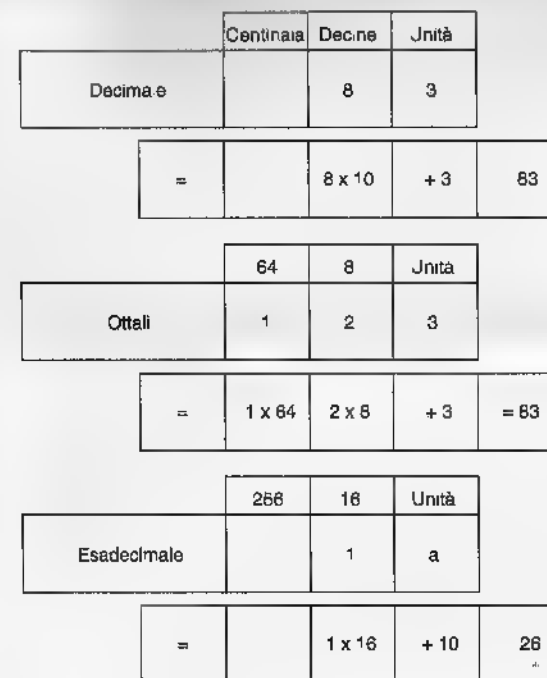 Centinaia Decine Unità
Decimale 8 3
= 8 x 10 + 3 83
64 8 Unità
Ottali 1 2 3
= 1 x 64 2 x 8 + 3 = 83
256 16 Unità
Esadecimale 1 a
= 1 x 16 + 10 26